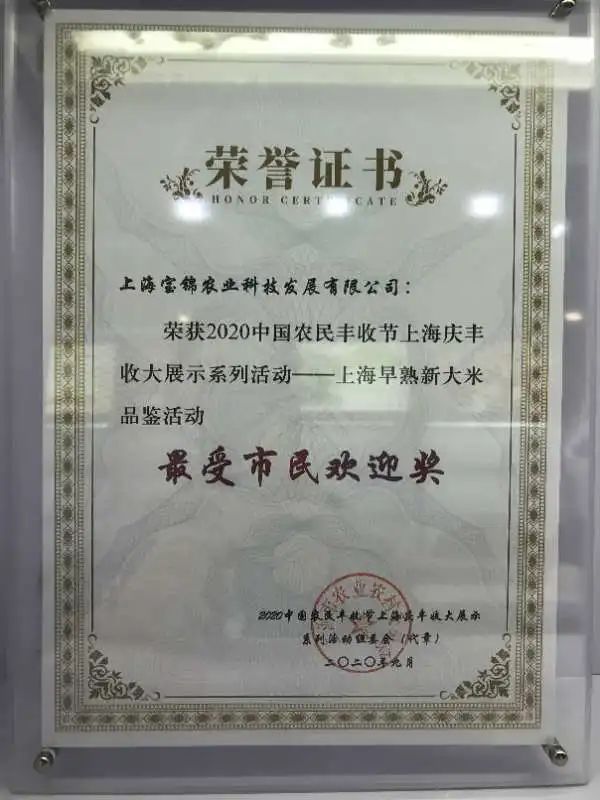 荣誉证书
HONOR CERTIFICATE
上海宝锦农业科技发展有限公司：
荣获2020中国农民丰收节上海庆丰
收大展示系列活动——上海早熟新大米
品鉴活动
最受市民欢迎奖
农业农村
2020中国农民丰收节上海庆丰收大展示
系列活动组委会（代章）
二〇二〇年九月